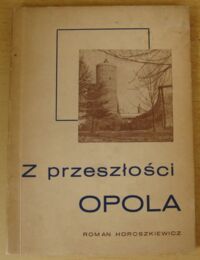 Z przeszłości
OPOLA
ROMAN HOROSZKIEWICZ